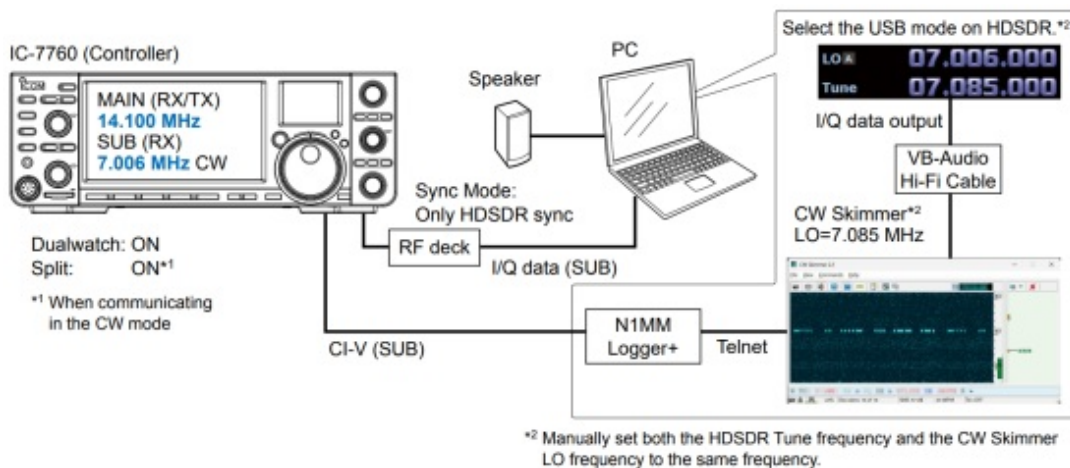 IC-7760 (Controller)
ICOM
MAIN (RX/TX)
14.100 MHz
SUB (RX)
7.006 MHz CW
Dualwatch: ON
Split: ON*1
*1 When communicating
in the CW mode
Speaker
PC
Sync Mode:
Only HDSDR sync
RF deck
I/Q data (SUB)
CI-V (SUB)
Select the USB mode on HDSDR.*2
LO A 07.006.000
Tune 07.085.000
I/Q data output
VB-Audio
Hi-Fi Cable
CW Skimmer*2
LO=7.085 MHz
N1MM
Logger+
Telnet
*2 Manually set both the HDSDR Tune frequency and the CW Skimmer
LO frequency to the same frequency.